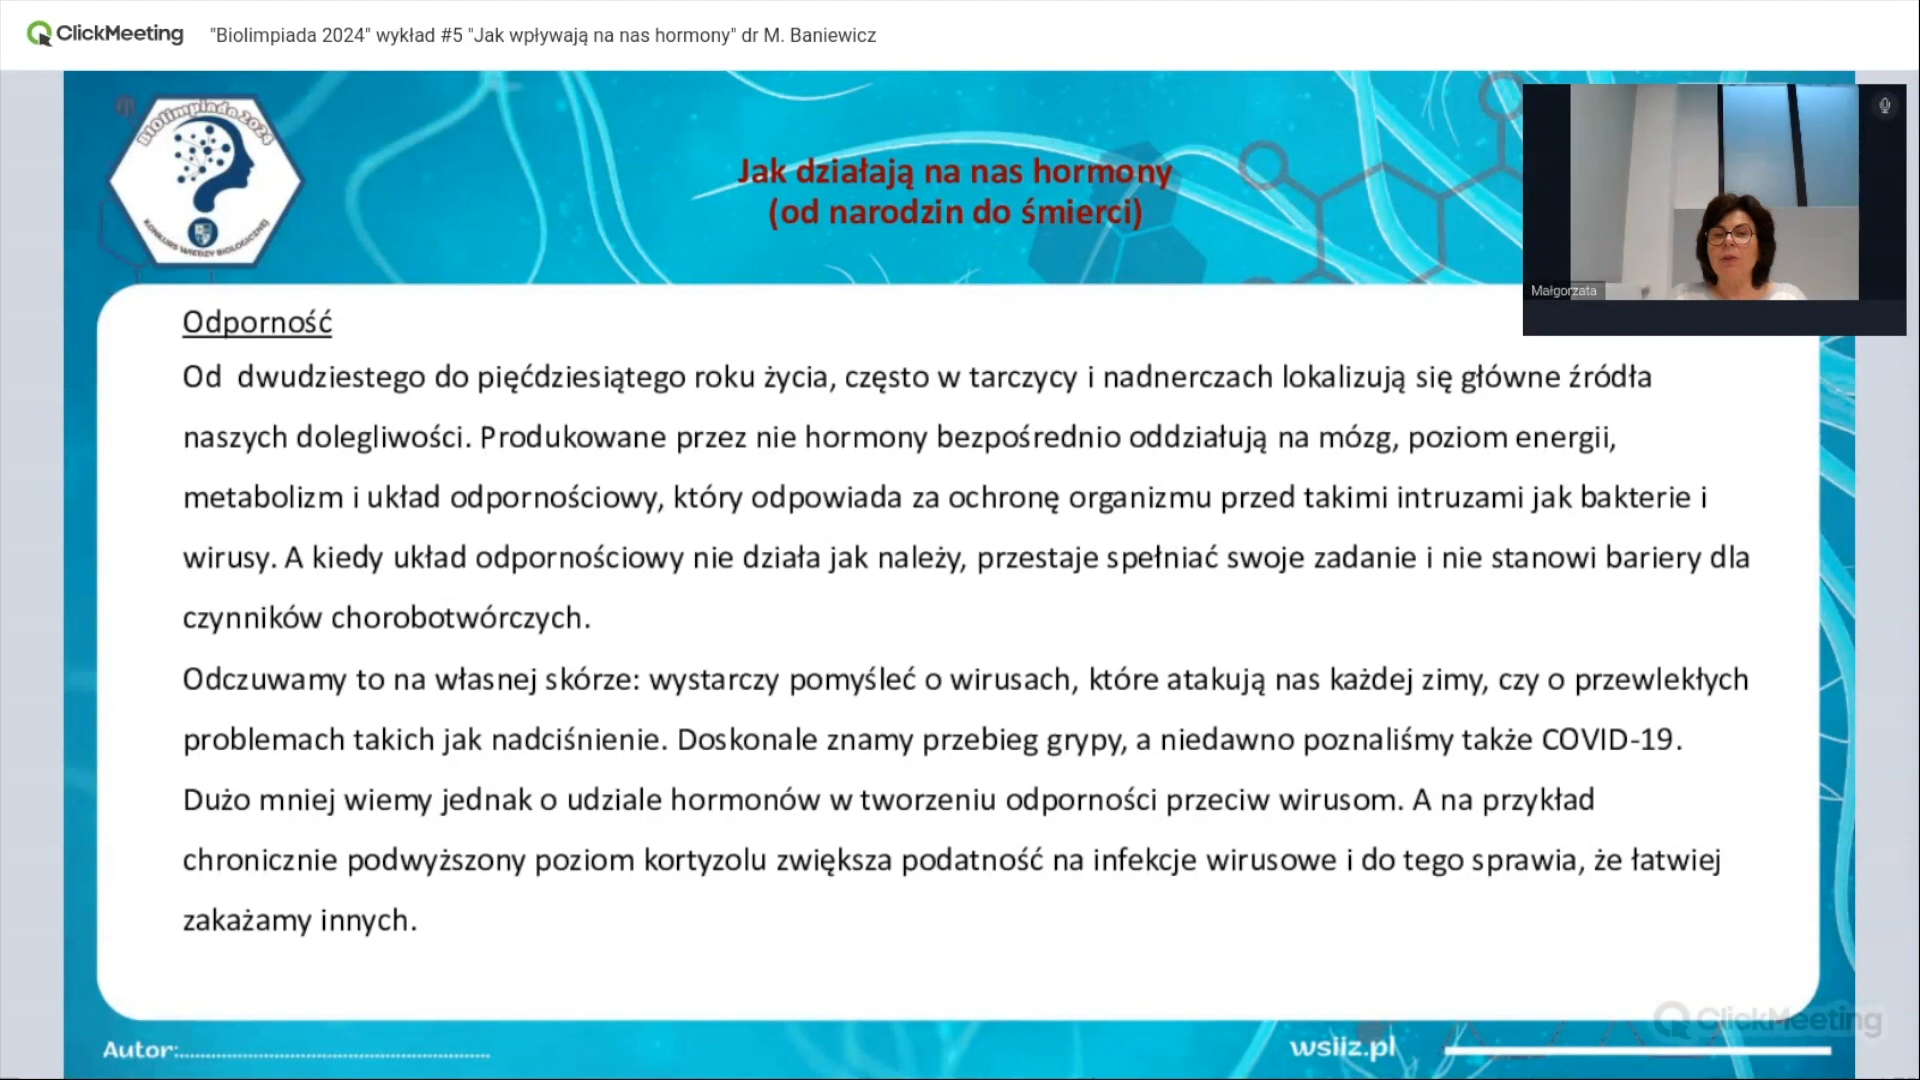 ClickMeeting "Biolimpiada 2024" wykład #5 "Jak wpływają na nas hormony" dr M. Baniewicz
BIOlimpiada 2024
KONKURS WIEDZY BIOLOGICZNEJ
Jak działają na nas hormony
(od narodzin do śmierci)
Małgorzata
Odporność
Od dwudziestego do pięćdziesiątego roku życia, często w tarczycy i nadnerczach lokalizują się główne źródła
naszych dolegliwości. Produkowane przez nie hormony bezpośrednio oddziałują na mózg, poziom energii,
metabolizm i układ odpornościowy, który odpowiada za ochronę organizmu przed takimi intruzami jak bakterie i
wirusy. A kiedy układ odpornościowy nie działa jak należy, przestaje spełniać swoje zadanie i nie stanowi bariery dla
czynników chorobotwórczych.
Odczuwamy to na własnej skórze: wystarczy pomyśleć o wirusach, które atakują nas każdej zimy, czy o przewlekłych
problemach takich jak nadciśnienie. Doskonale znamy przebieg grypy, a niedawno poznaliśmy także COVID-19.
Dużo mniej wiemy jednak o udziale hormonów w tworzeniu odporności przeciw wirusom. A na przykład
chronicznie podwyższony poziom kortyzolu zwiększa podatność na infekcje wirusowe i do tego sprawia, że łatwiej
zakażamy innych.
ClickMeeting
Autor:......................................................
wsiiz.pl